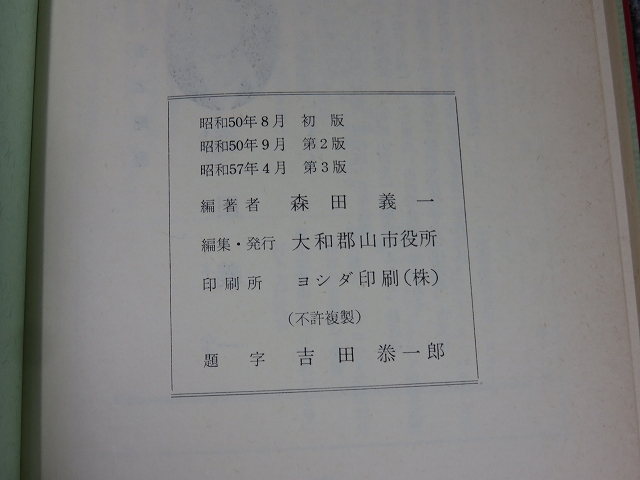 昭和50年8月　初　版
昭和50年9月　第2版
昭和57年4月　第3版
編著者　森田　義一
編集・発行　大和郡山市役所
印刷所　ヨシダ印刷(株)
(不許複製)
題　字　吉田　泰一郎